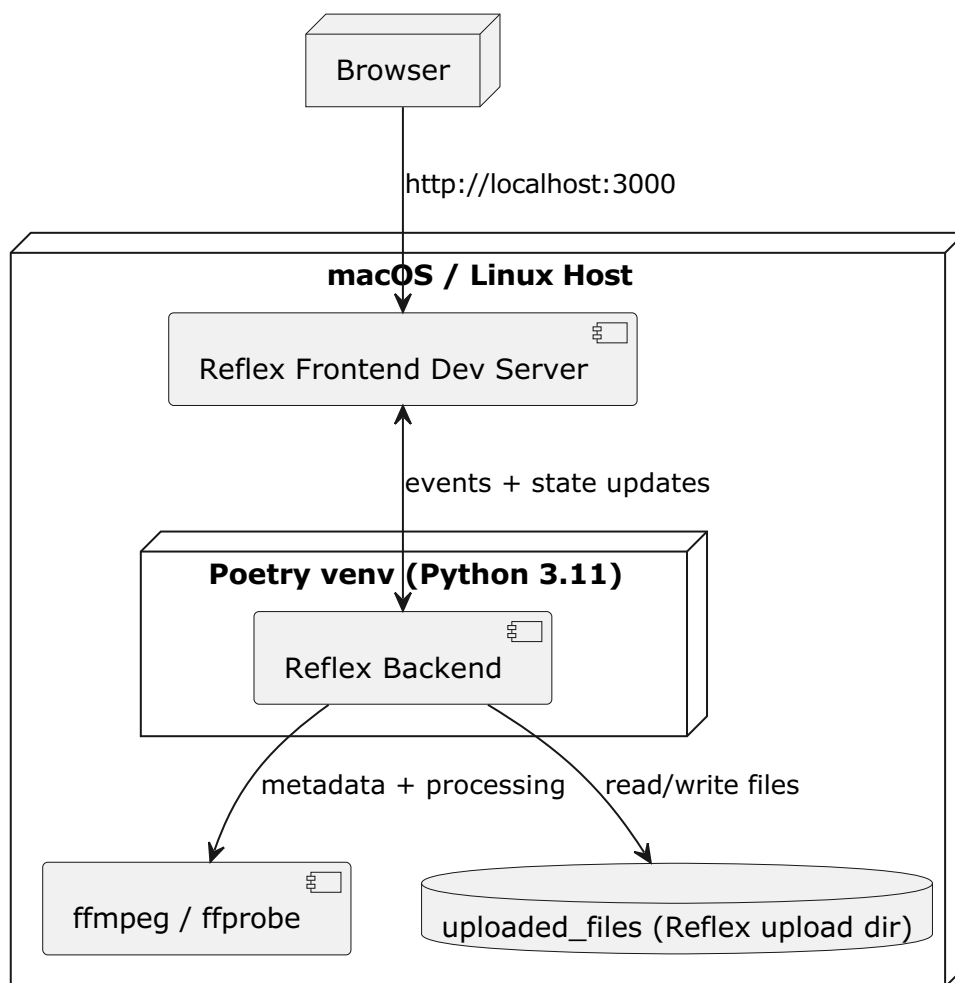 Browser
http://localhost:3000
macOS / Linux Host
Reflex Frontend Dev Server
events + state updates
Poetry venv (Python 3.11)
Reflex Backend
metadata + processing
read/write files
ffmpeg / ffprobe
uploaded_files (Reflex upload dir)